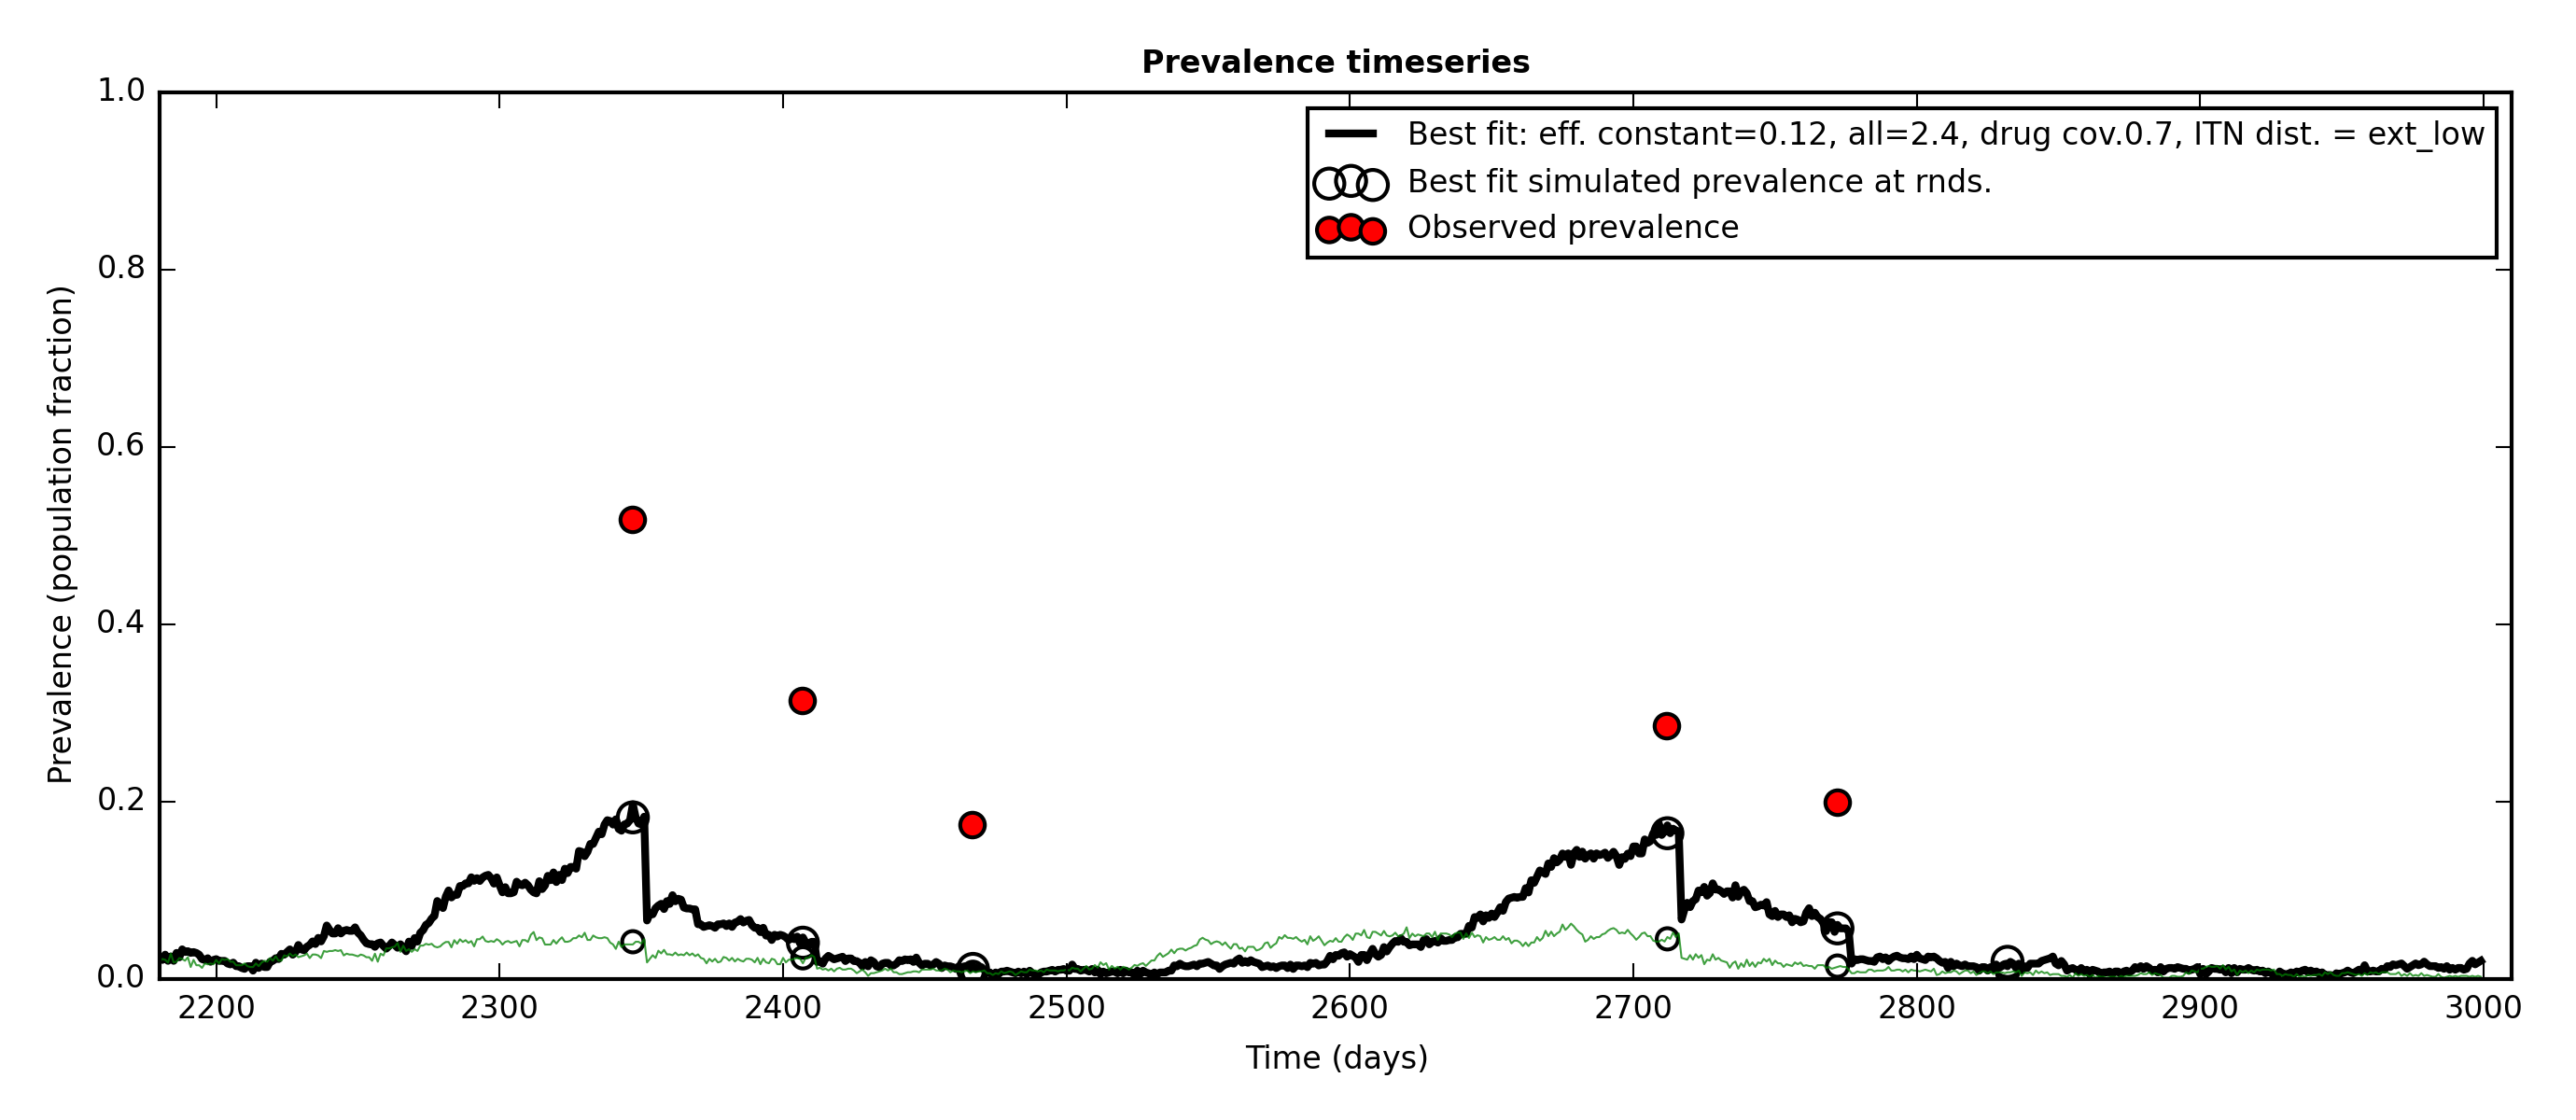 Prevalence timeseries
1.0
0.8
0.6
0.4
0.2
0.0
Prevalence (population fraction)
Best fit: eff. constant=0.12, all=2.4, drug cov.0.7, ITN dist. = ext_low
Best fit simulated prevalence at rnds.
Observed prevalence
2200 2300 2400 2500 2600 2700 2800 2900 3000
Time (days)